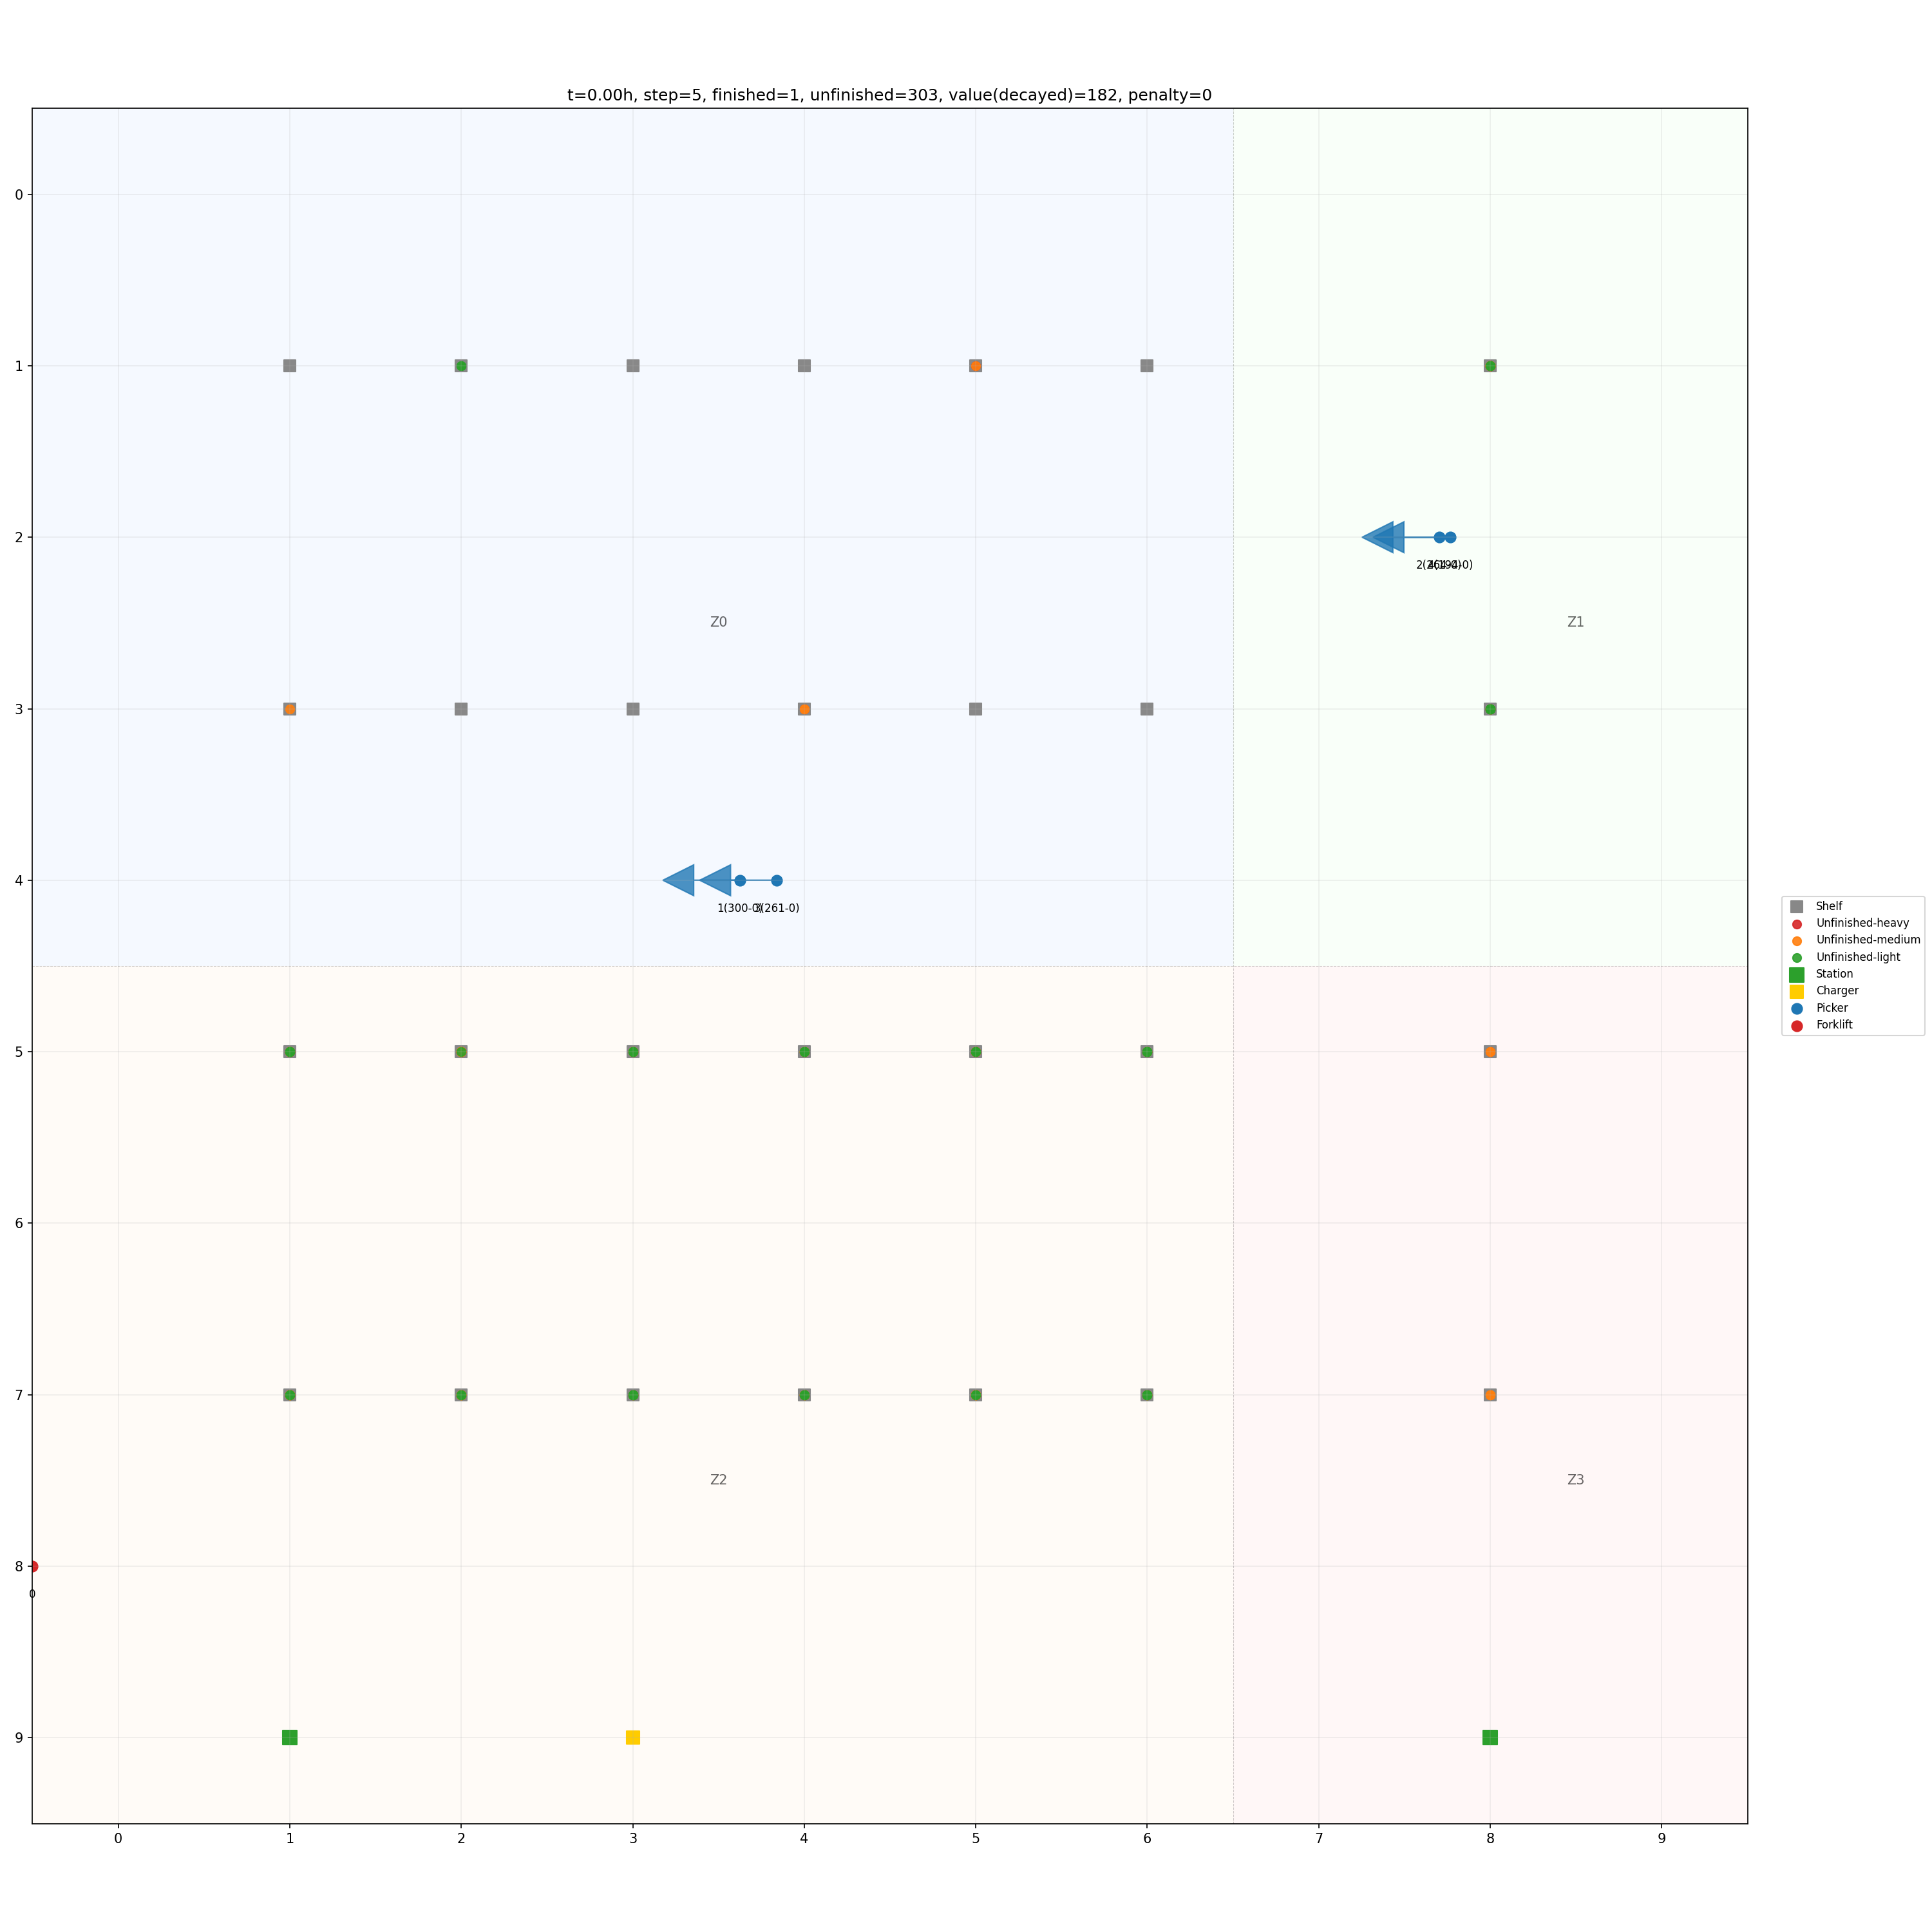 t=0.00h, step=5, finished=1, unfinished=303, value(decayed)=182, penalty=0
0
1
2
Z0
Z1
3
4
Shelf
Unfinished-heavy
Unfinished-medium
Unfinished-light
Station
Charger
Picker
Forklift
5
6
7
Z2
Z3
8
0
9
0 1 2 3 4 5 6 7 8 9